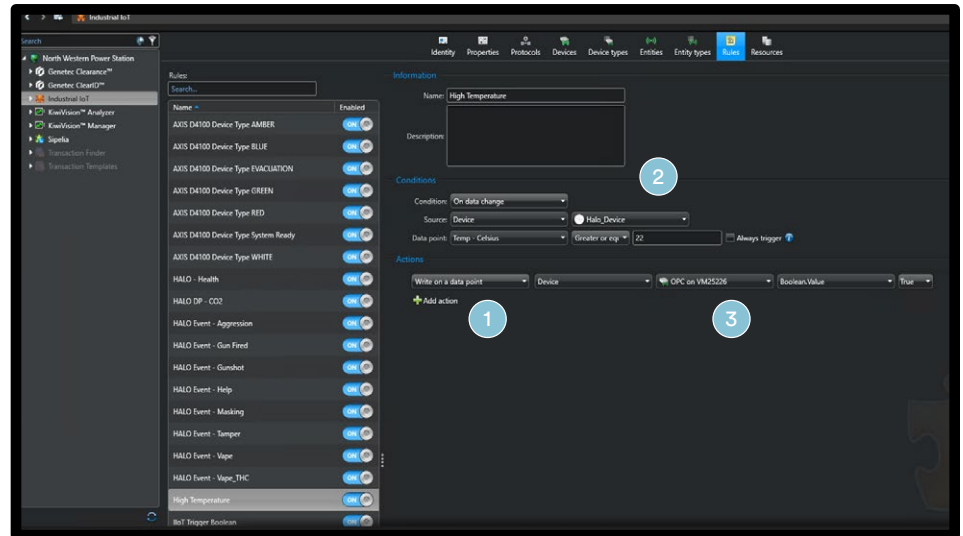 Industrial IoT
Search
North Western Power Station
Genetec Clearance™
Genetec ClearID™
Industrial IoT
KiwiVision™ Analyzer
KiwiVision™ Manager
Sipelia
Transaction Finder
Transaction Templates
Identity Properties Protocols Devices Device types Entities Entity types Rules Resources
Rules:
Search...
Name Enabled
AXIS D4100 Device Type AMBER ON
AXIS D4100 Device Type BLUE ON
AXIS D4100 Device Type EVACUATION ON
AXIS D4100 Device Type GREEN ON
AXIS D4100 Device Type RED ON
AXIS D4100 Device Type System Ready ON
AXIS D4100 Device Type WHITE ON
HALO - Health ON
HALO DP - CO2 ON
HALO Event - Aggression ON
HALO Event - Gun Fired ON
HALO Event - Gunshot ON
HALO Event - Help ON
HALO Event - Masking ON
HALO Event - Tamper ON
HALO Event - Vape ON
HALO Event - Vape_THC ON
High Temperature ON
IIoT Trigger Boolean ON
Information
Name: High Temperature
Description:
2
Conditions
Condition: On data change
Source: Device Halo_Device
Data point: Temp - Celsius Greater or equ 22 Always trigger ?
Actions
Write on a data point Device OPC on VM25226 Boolean.Value True
Add action
1
3